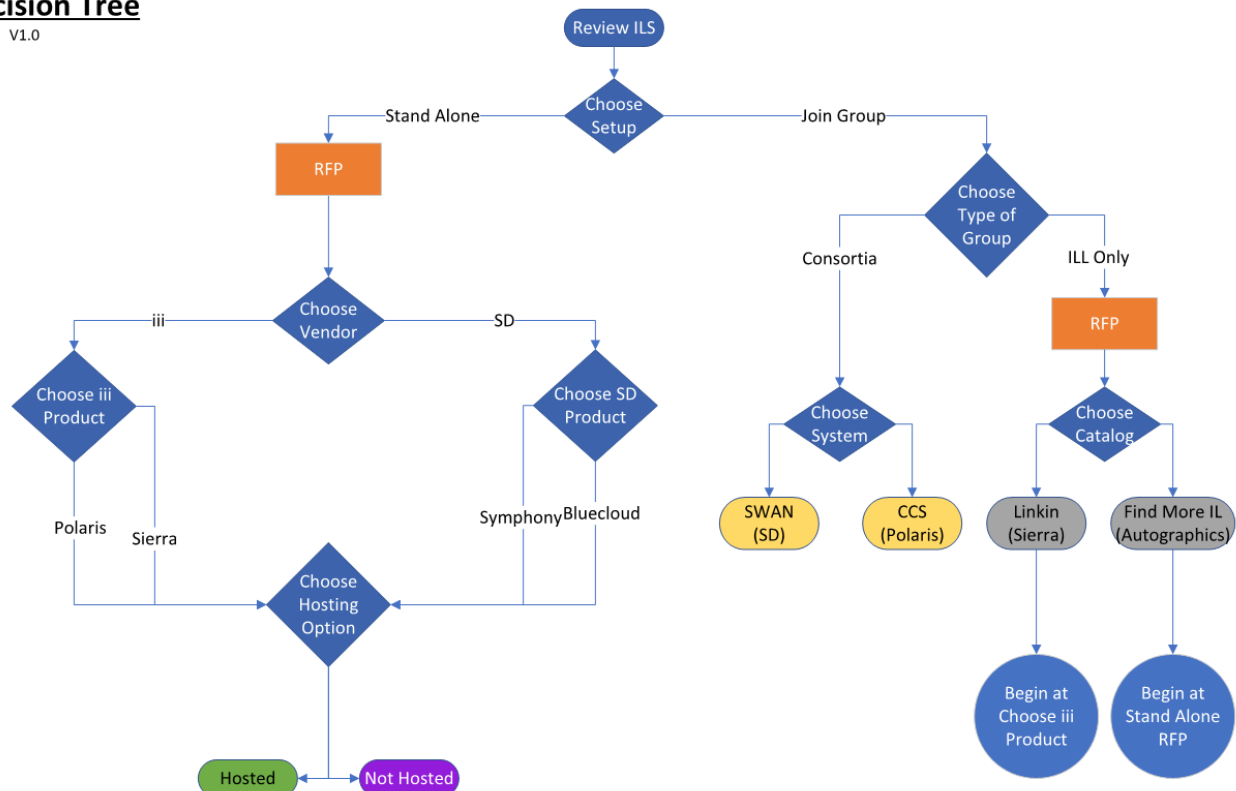 cision Tree
V1.0
Review ILS
Choose
Setup
Stand Alone
Join Group
RFP
Choose
Type of
Group
Consortia
ILL Only
Choose
Vendor
iii
SD
RFP
Choose iii
Product
Choose SD
Product
Choose
System
Choose
Catalog
Polaris
Sierra
Symphony
Bluecloud
SWAN
(SD)
CCS
(Polaris)
Linkin
(Sierra)
Find More IL
(Autographics)
Choose
Hosting
Option
Begin at
Choose iii
Product
Begin at
Stand Alone
RFP
Hosted
Not Hosted